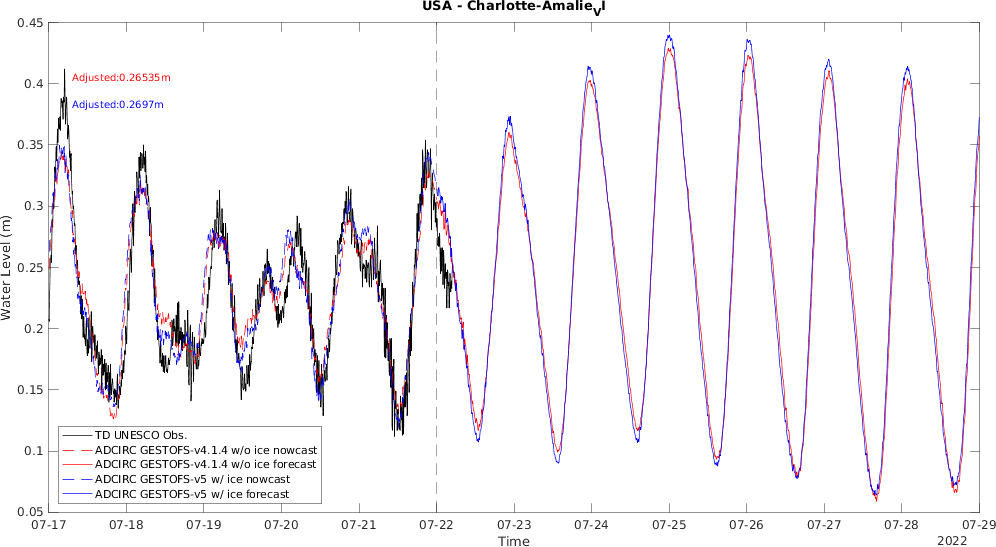 USA - Charlotte-Amalie_VI
0.45
0.4
0.35
0.3
0.25
0.2
0.15
0.1
0.05
Water Level (m)
Adjusted:0.26535m
Adjusted:0.2697m
TD UNESCO Obs.
ADCIRC GESTOFS-v4.1.4 w/o ice nowcast
ADCIRC GESTOFS-v4.1.4 w/o ice forecast
ADCIRC GESTOFS-v5 w/ ice nowcast
ADCIRC GESTOFS-v5 w/ ice forecast
07-17 07-18 07-19 07-20 07-21 07-22 07-23 07-24 07-25 07-26 07-27 07-28 07-29
Time
2022